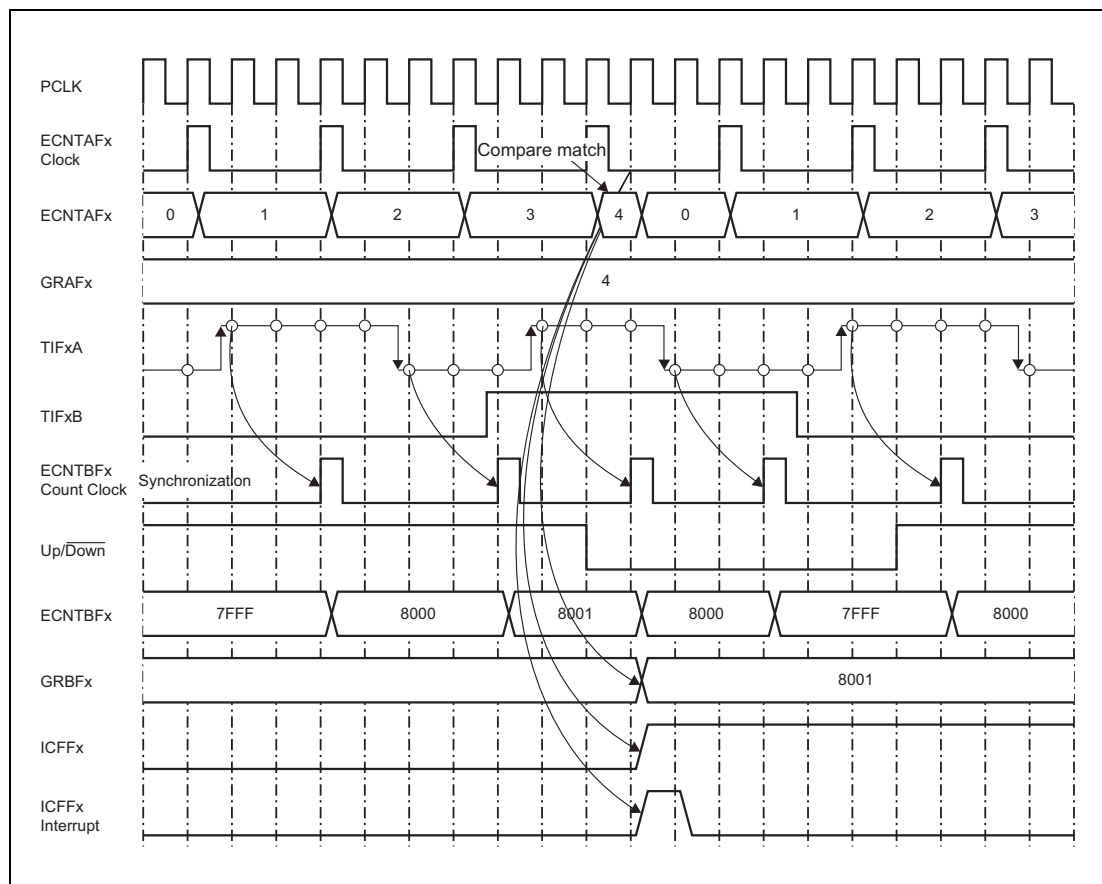 PCLK
ECNTAFx
Clock
Compare match
ECNTAFx
0 1 2 3 4 0 1 2 3
GRAFx
4
TIFxA
TIFxB
ECNTBFx
Count Clock
Synchronization
Up/Down
ECNTBFx
7FFF 8000 8001 8000 7FFF 8000
GRBFx
8001
ICFFx
ICFFx
Interrupt